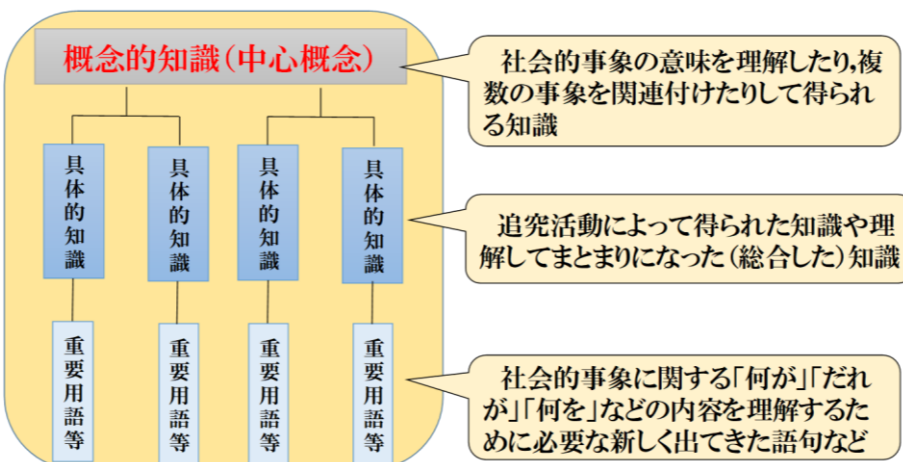 概念的知識(中心概念)
社会的事象の意味を理解したり,複
数の事象を関連付けたりして得られ
る知識
具体的知識
具体的知識
具体的知識
具体的知識
追究活動によって得られた知識や理
解してまとまりになった(総合した)知識
重要用語等
重要用語等
重要用語等
重要用語等
社会的事象に関する「何が」「だれ
が」「何を」などの内容を理解するた
めに必要な新しく出てきた語句など